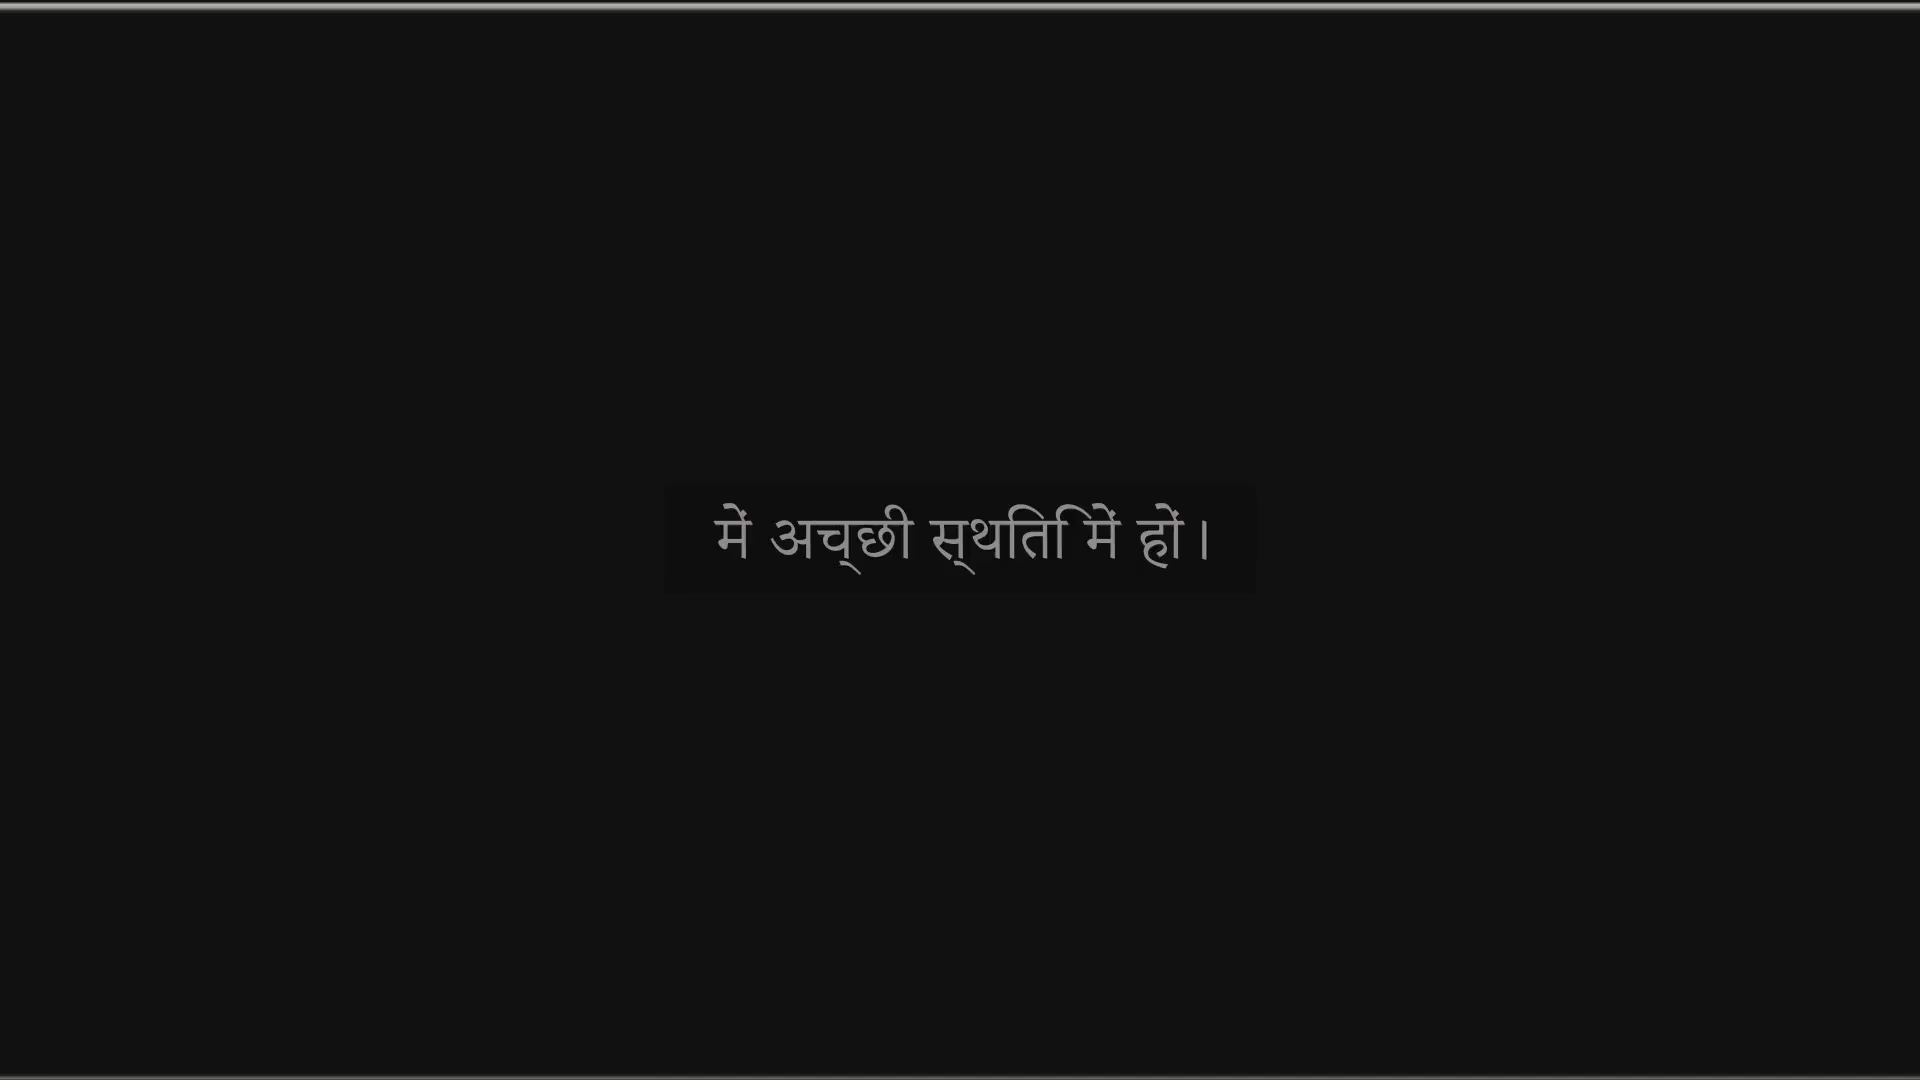 में अच्छी स्थिति में हों।